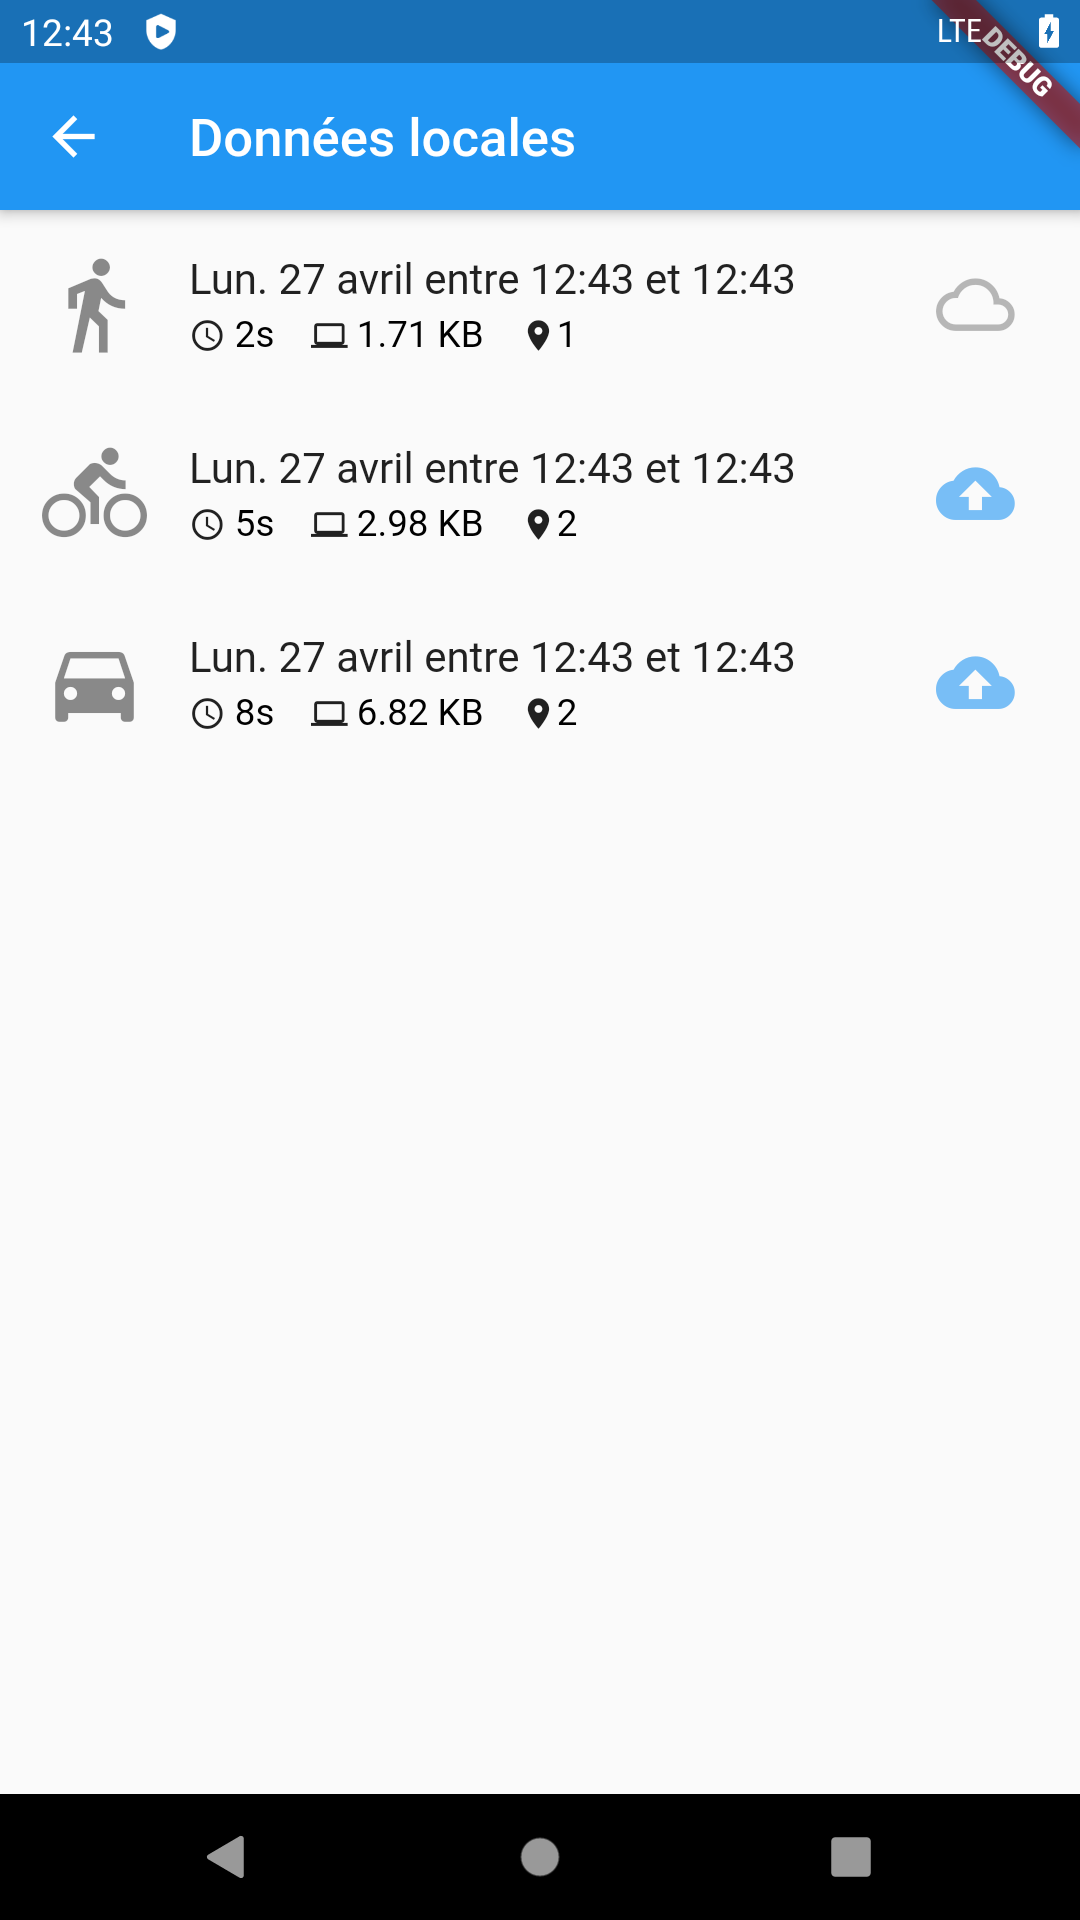 12:43 LTE
DEBUG
Données locales
Lun. 27 avril entre 12:43 et 12:43
2s 1.71 KB 1
Lun. 27 avril entre 12:43 et 12:43
5s 2.98 KB 2
Lun. 27 avril entre 12:43 et 12:43
8s 6.82 KB 2